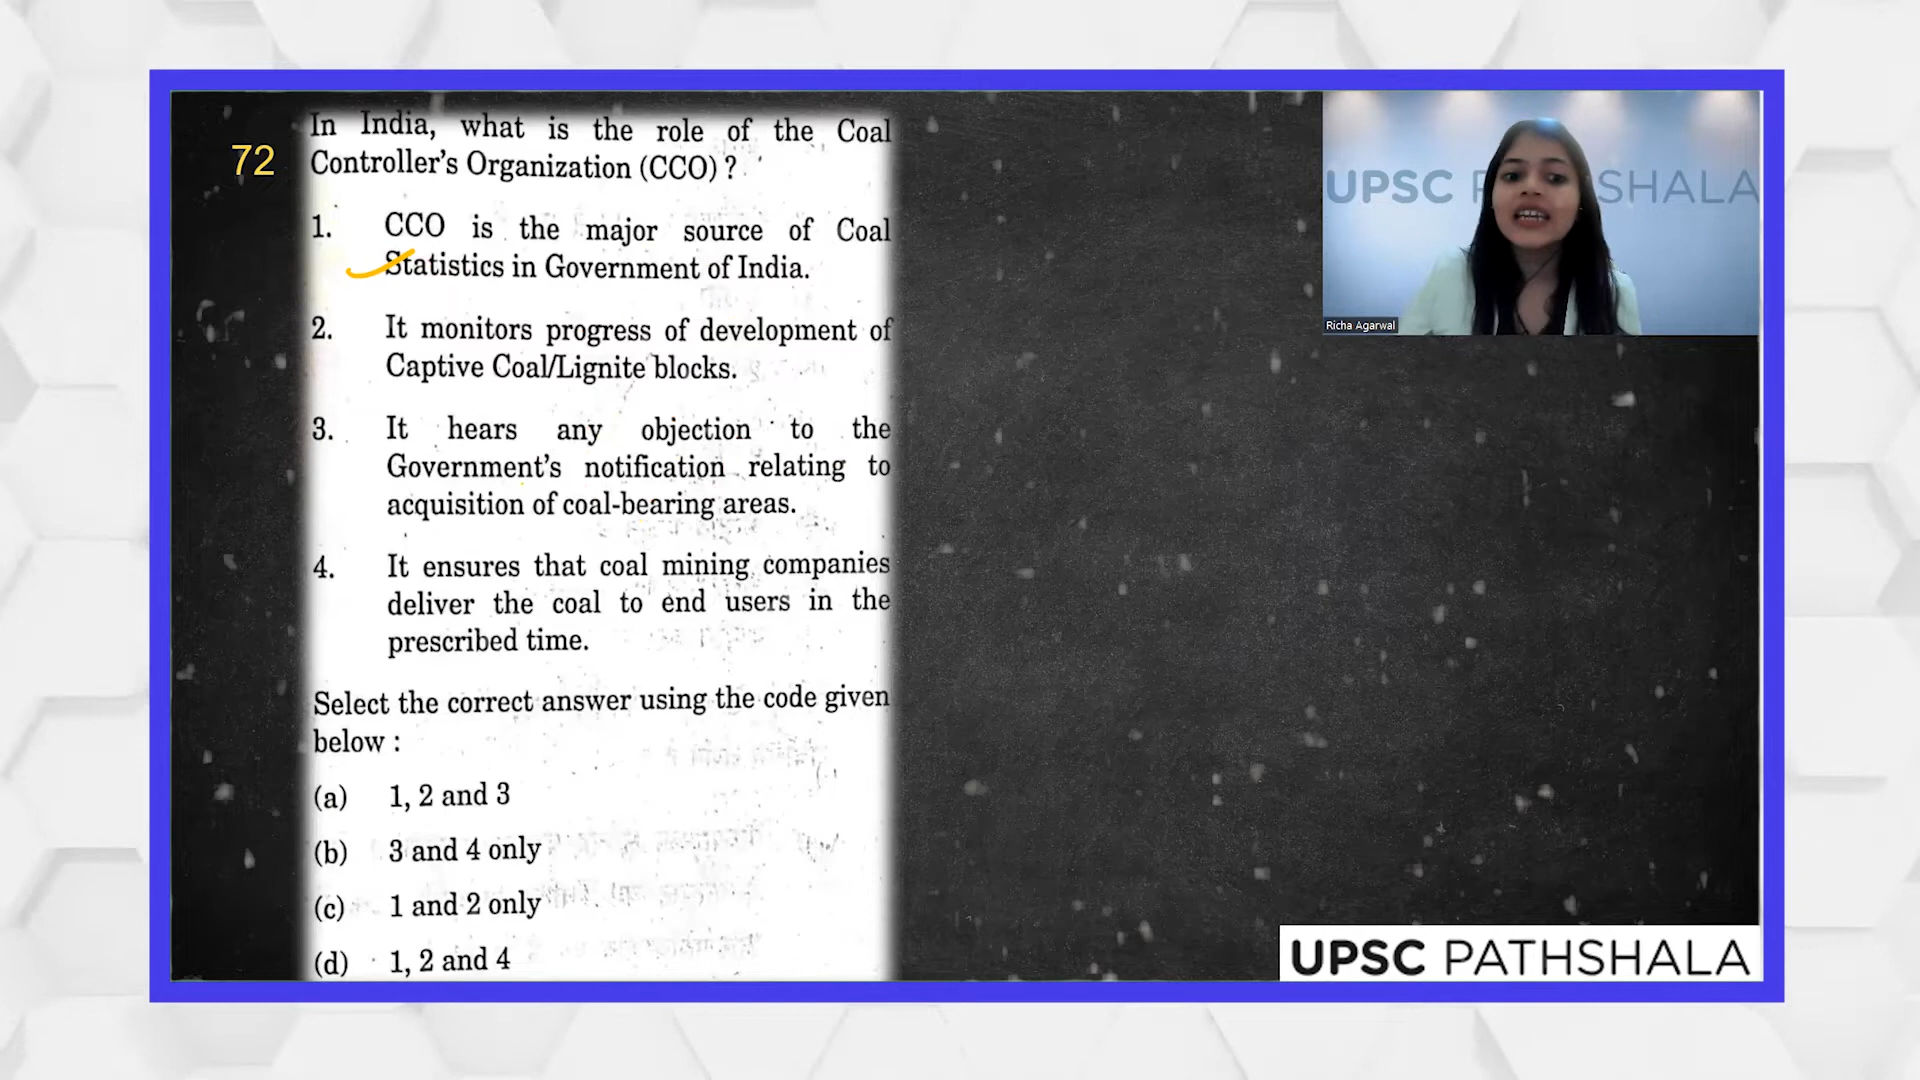 72
In India, what is the role of the Coal
Controller's Organization (CCO) ?
1. CCO is the major source of Coal
Statistics in Government of India.
2. It monitors progress of development of
Captive Coal/Lignite blocks.
3. It hears any objection to the
Government's notification relating to
acquisition of coal-bearing areas.
4. It ensures that coal mining companies
deliver the coal to end users in the
prescribed time.
Select the correct answer using the code given
below :
(a) 1, 2 and 3
(b) 3 and 4 only
(c) 1 and 2 only
(d) 1, 2 and 4
UPSC PATHSHALA
Richa Agarwal
UPSC PATHSHALA